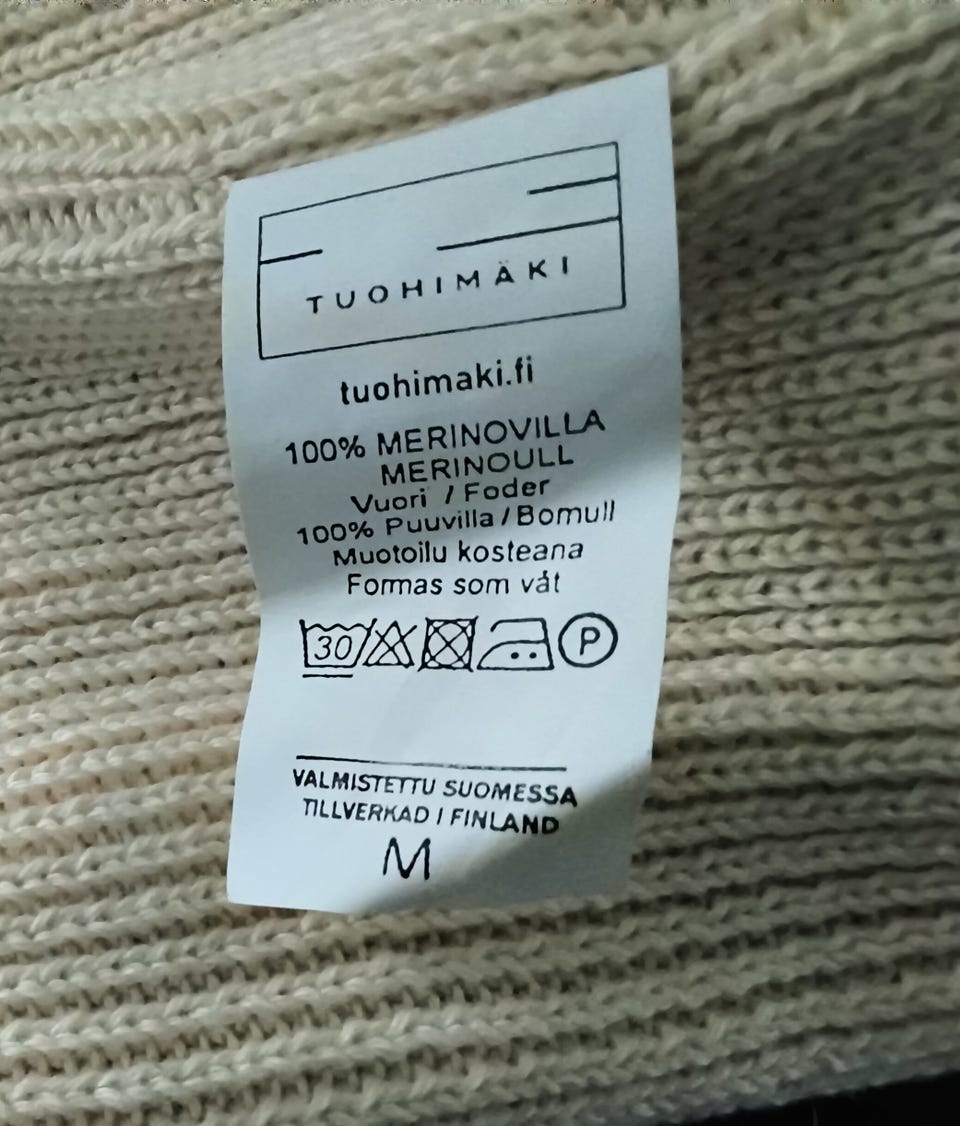 TUOHIMÄKI
tuohimaki.fi
100% MERINOVILLA
MERINOULL
Vuori / Foder
100% Puuvilla / Bomull
Muotoilu kosteana
Formas som våt
30 P
VALMISTETTU SUOMESSA
TILLVERKAD I FINLAND
M